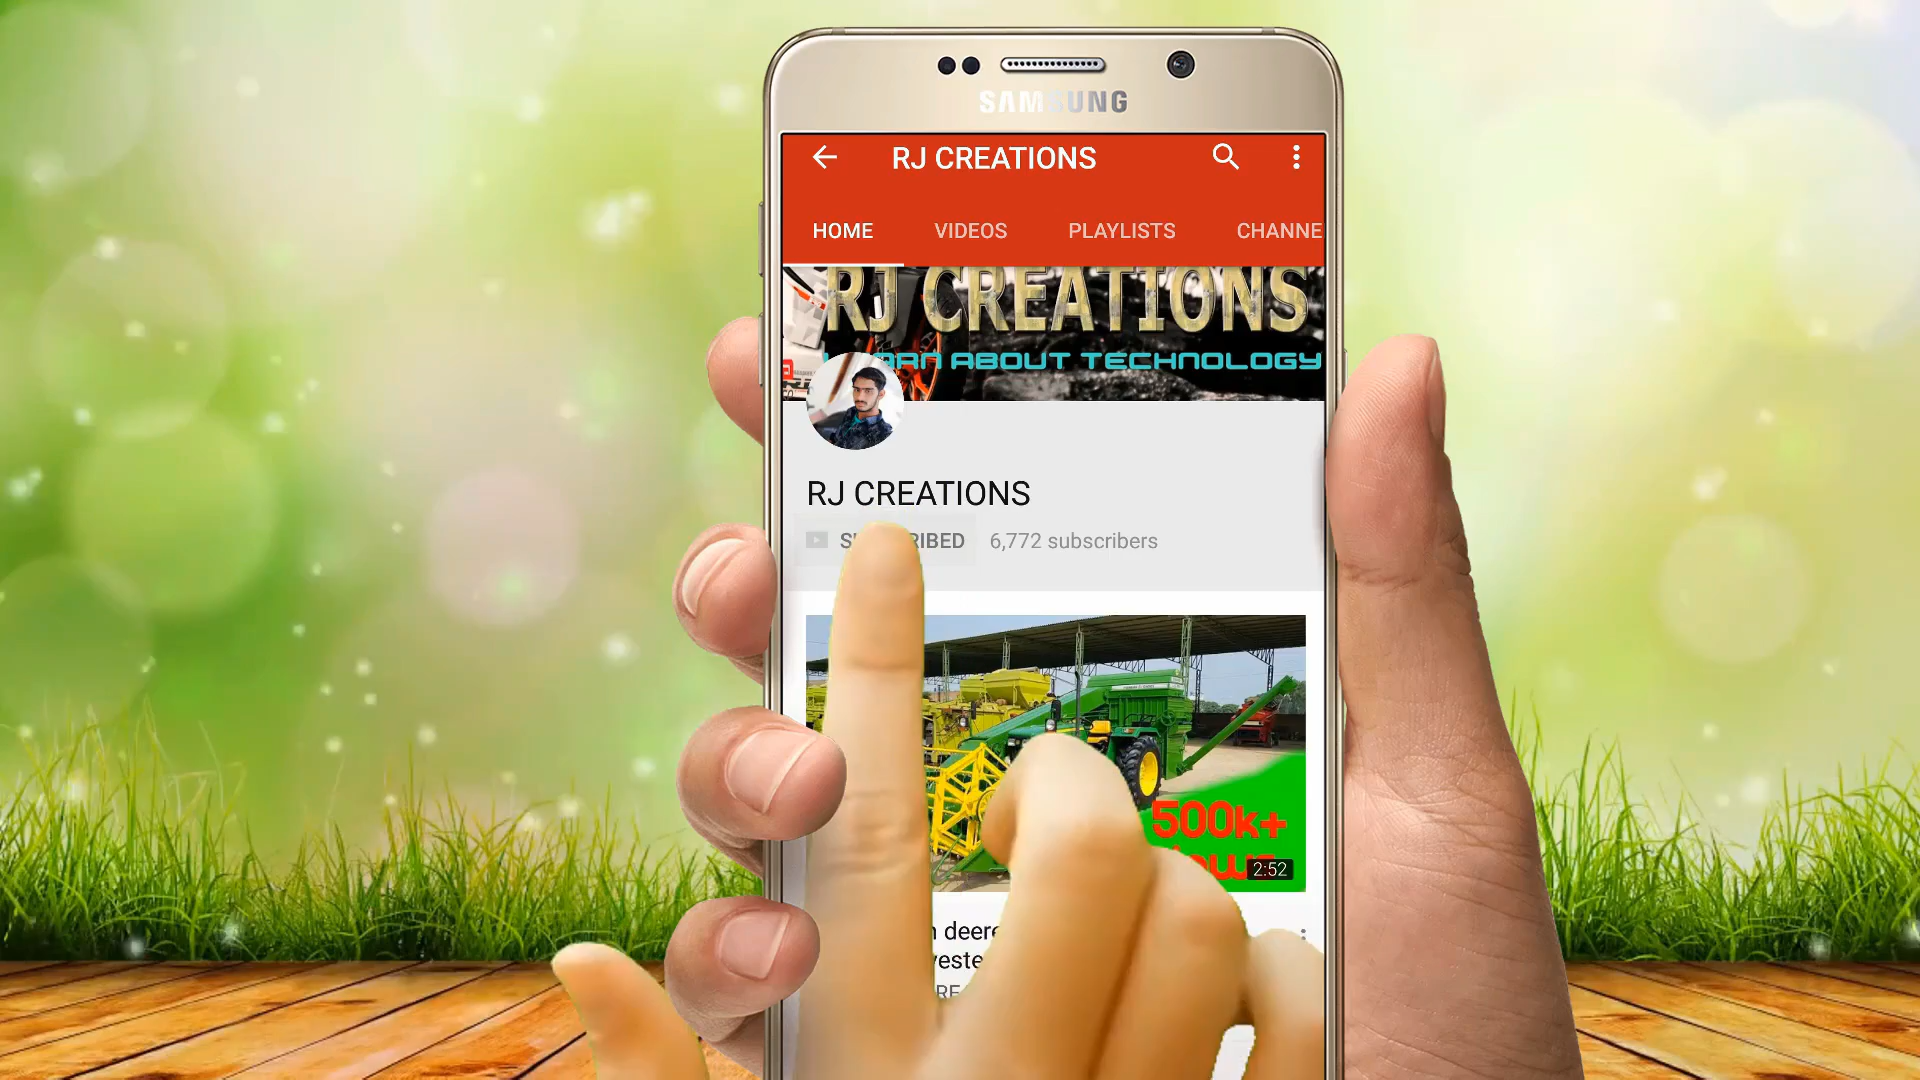 SAMSUNG
RJ CREATIONS
HOME VIDEOS PLAYLISTS CHANNE
RJ CREATIONS
ABOUT TECHNOLOGY
RJ CREATIONS
6,772 subscribers
500k+
2:52
deere